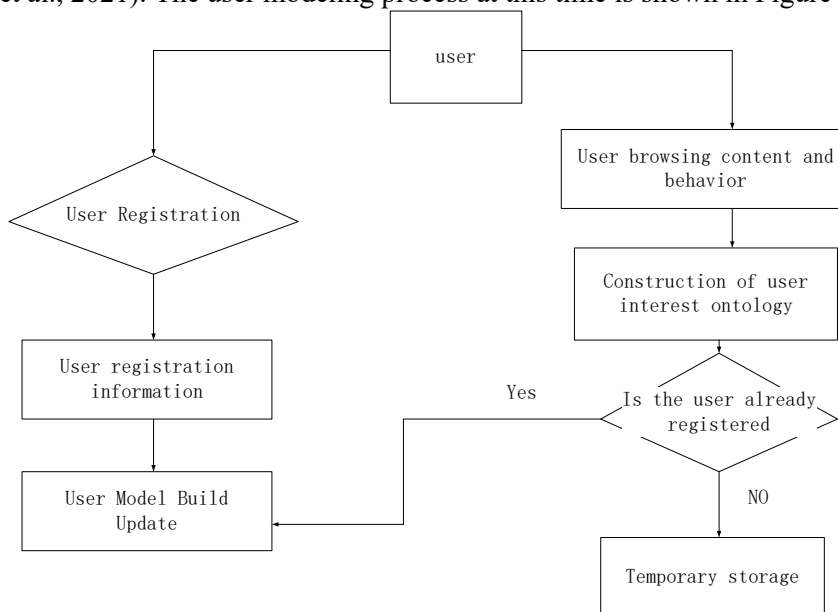 et al., 2021). The user modeling process at this time is shown in Figure
user
User browsing content and
behavior
User Registration
Construction of user
interest ontology
User registration
information
Yes
Is the user already
registered
User Model Build
Update
NO
Temporary storage